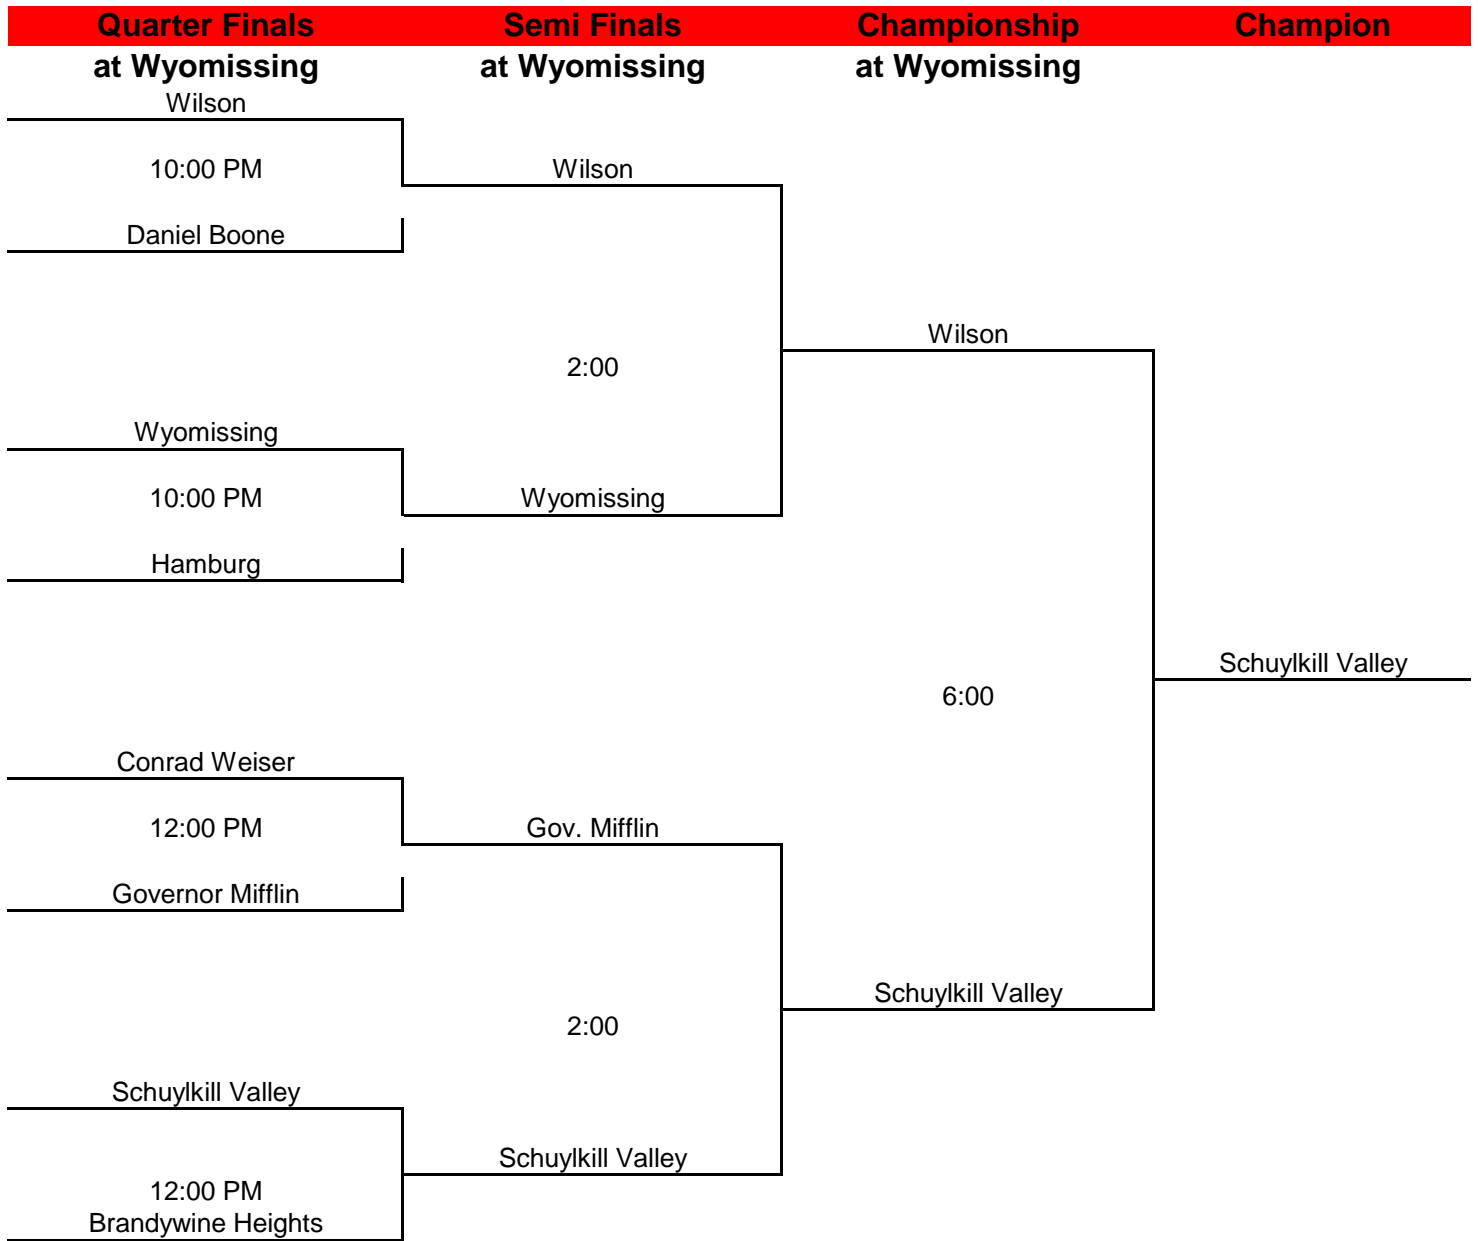 Quarter Finals Semi Finals Championship Champion
at Wyomissing at Wyomissing at Wyomissing
Wilson
10:00 PM Wilson
Daniel Boone
Wilson
2:00
Wyomissing
10:00 PM Wyomissing
Hamburg
Schuylkill Valley
6:00
Conrad Weiser
12:00 PM Gov. Mifflin
Governor Mifflin
Schuylkill Valley
2:00
Schuylkill Valley
Schuylkill Valley
12:00 PM
Brandywine Heights